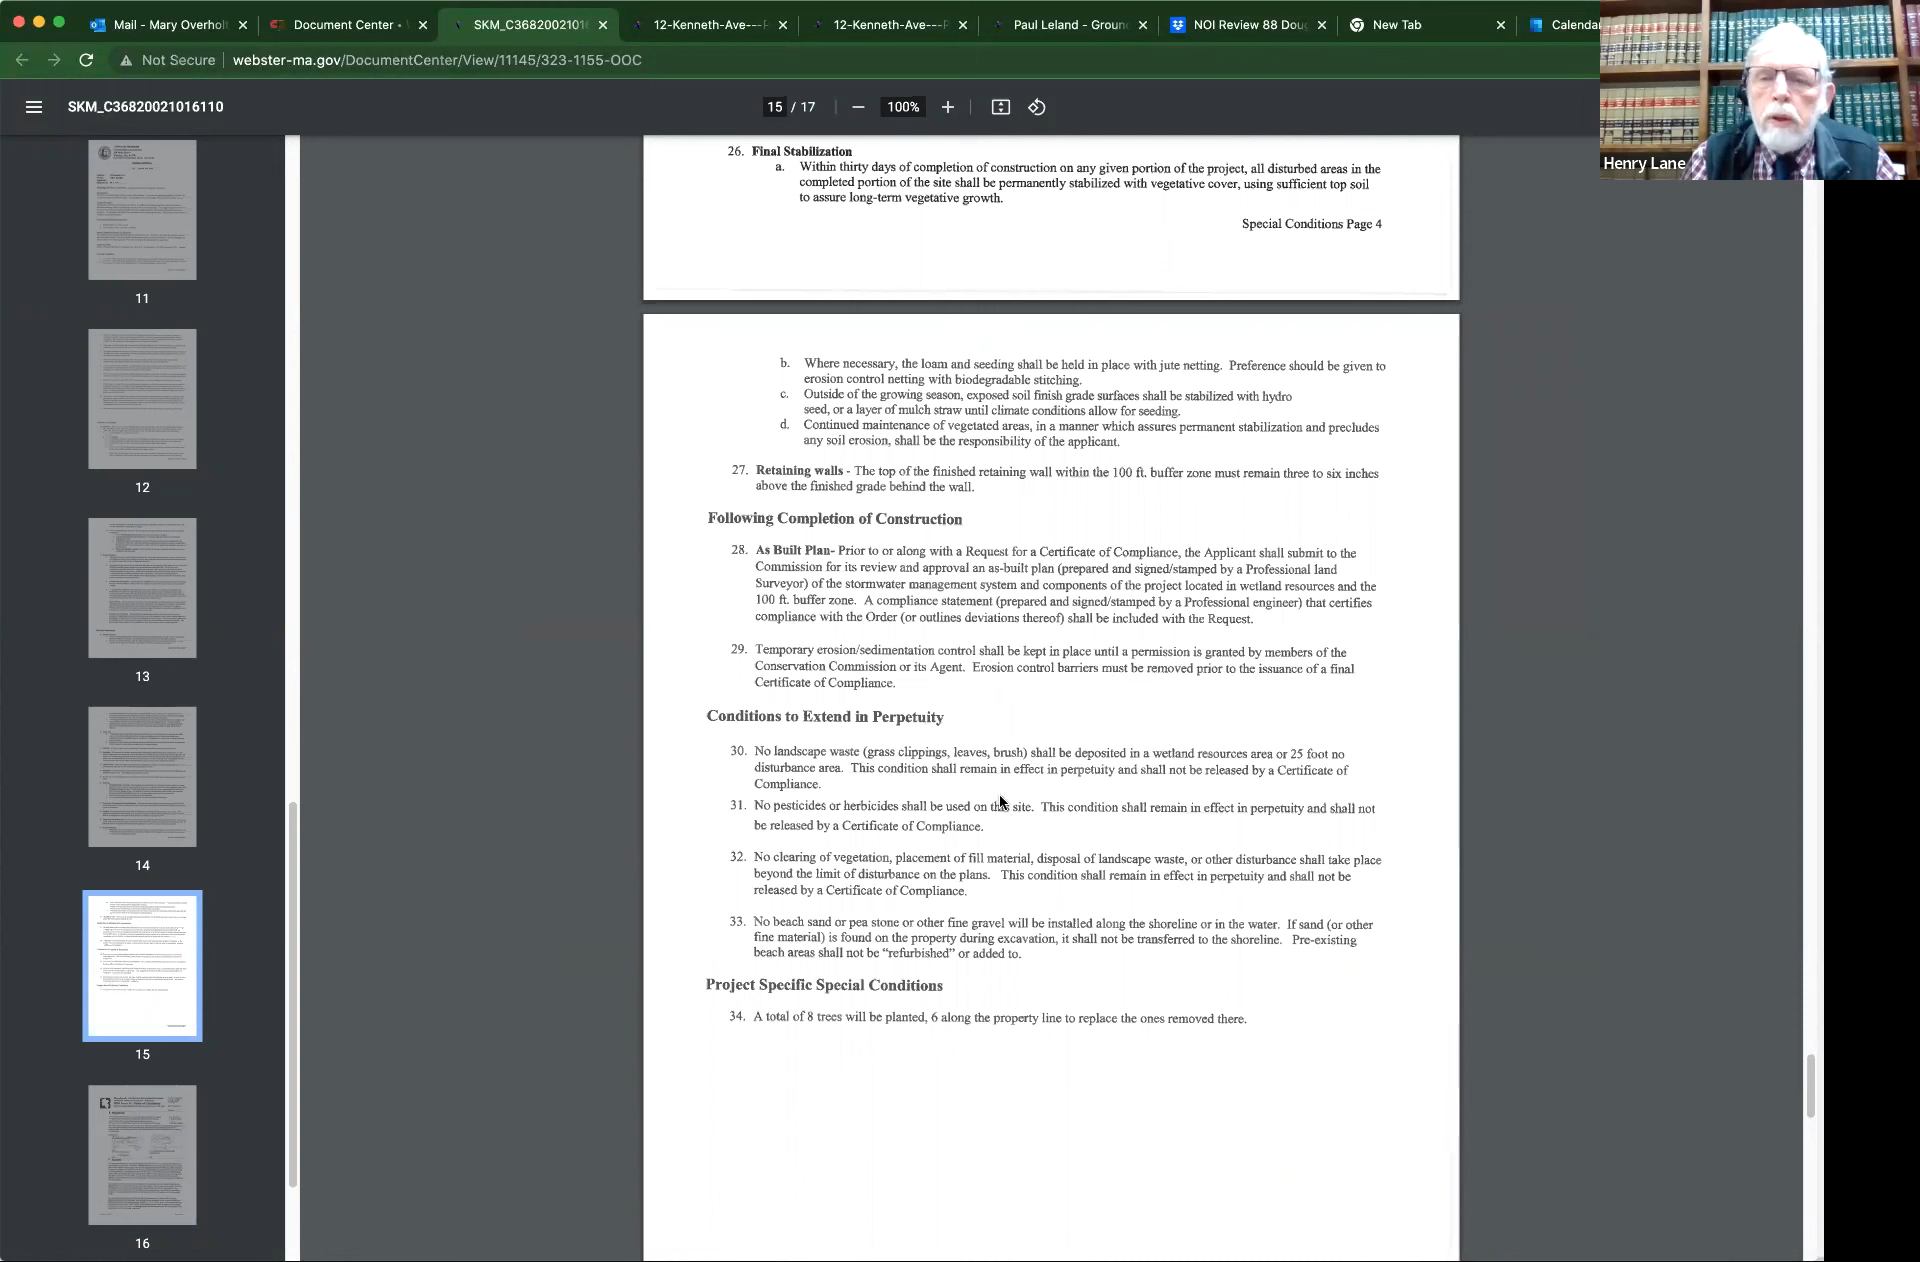 Mail - Mary Overholt
Document Center •
SKM_C3682002101
12-Kenneth-Ave---
12-Kenneth-Ave---
Paul Leland - Groun
NOI Review 88 Dou
New Tab
Calenda
Not Secure
webster-ma.gov/DocumentCenter/View/11145/323-1155-OOC
SKM_C36820021016110
15 / 17
100%
Henry Lane
11
12
13
14
15
16
26. Final Stabilization
a. Within thirty days of completion of construction on any given portion of the project, all disturbed areas in the
completed portion of the site shall be permanently stabilized with vegetative cover, using sufficient top soil
to assure long-term vegetative growth.
Special Conditions Page 4
b. Where necessary, the loam and seeding shall be held in place with jute netting. Preference should be given to
erosion control netting with biodegradable stitching.
c. Outside of the growing season, exposed soil finish grade surfaces shall be stabilized with hydro
seed, or a layer of mulch straw until climate conditions allow for seeding.
d. Continued maintenance of vegetated areas, in a manner which assures permanent stabilization and precludes
any soil erosion, shall be the responsibility of the applicant.
27. Retaining walls - The top of the finished retaining wall within the 100 ft. buffer zone must remain three to six inches
above the finished grade behind the wall.
Following Completion of Construction
28. As Built Plan- Prior to or along with a Request for a Certificate of Compliance, the Applicant shall submit to the
Commission for its review and approval an as-built plan (prepared and signed/stamped by a Professional land
Surveyor) of the stormwater management system and components of the project located in wetland resources and the
100 ft. buffer zone. A compliance statement (prepared and signed/stamped by a Professional engineer) that certifies
compliance with the Order (or outlines deviations thereof) shall be included with the Request.
29. Temporary erosion/sedimentation control shall be kept in place until a permission is granted by members of the
Conservation Commission or its Agent. Erosion control barriers must be removed prior to the issuance of a final
Certificate of Compliance.
Conditions to Extend in Perpetuity
30. No landscape waste (grass clippings, leaves, brush) shall be deposited in a wetland resources area or 25 foot no
disturbance area. This condition shall remain in effect in perpetuity and shall not be released by a Certificate of
Compliance.
31. No pesticides or herbicides shall be used on this site. This condition shall remain in effect in perpetuity and shall not
be released by a Certificate of Compliance.
32. No clearing of vegetation, placement of fill material, disposal of landscape waste, or other disturbance shall take place
beyond the limit of disturbance on the plans. This condition shall remain in effect in perpetuity and shall not be
released by a Certificate of Compliance.
33. No beach sand or pea stone or other fine gravel will be installed along the shoreline or in the water. If sand (or other
fine material) is found on the property during excavation, it shall not be transferred to the shoreline. Pre-existing
beach areas shall not be “refurbished” or added to.
Project Specific Special Conditions
34. A total of 8 trees will be planted, 6 along the property line to replace the ones removed there.